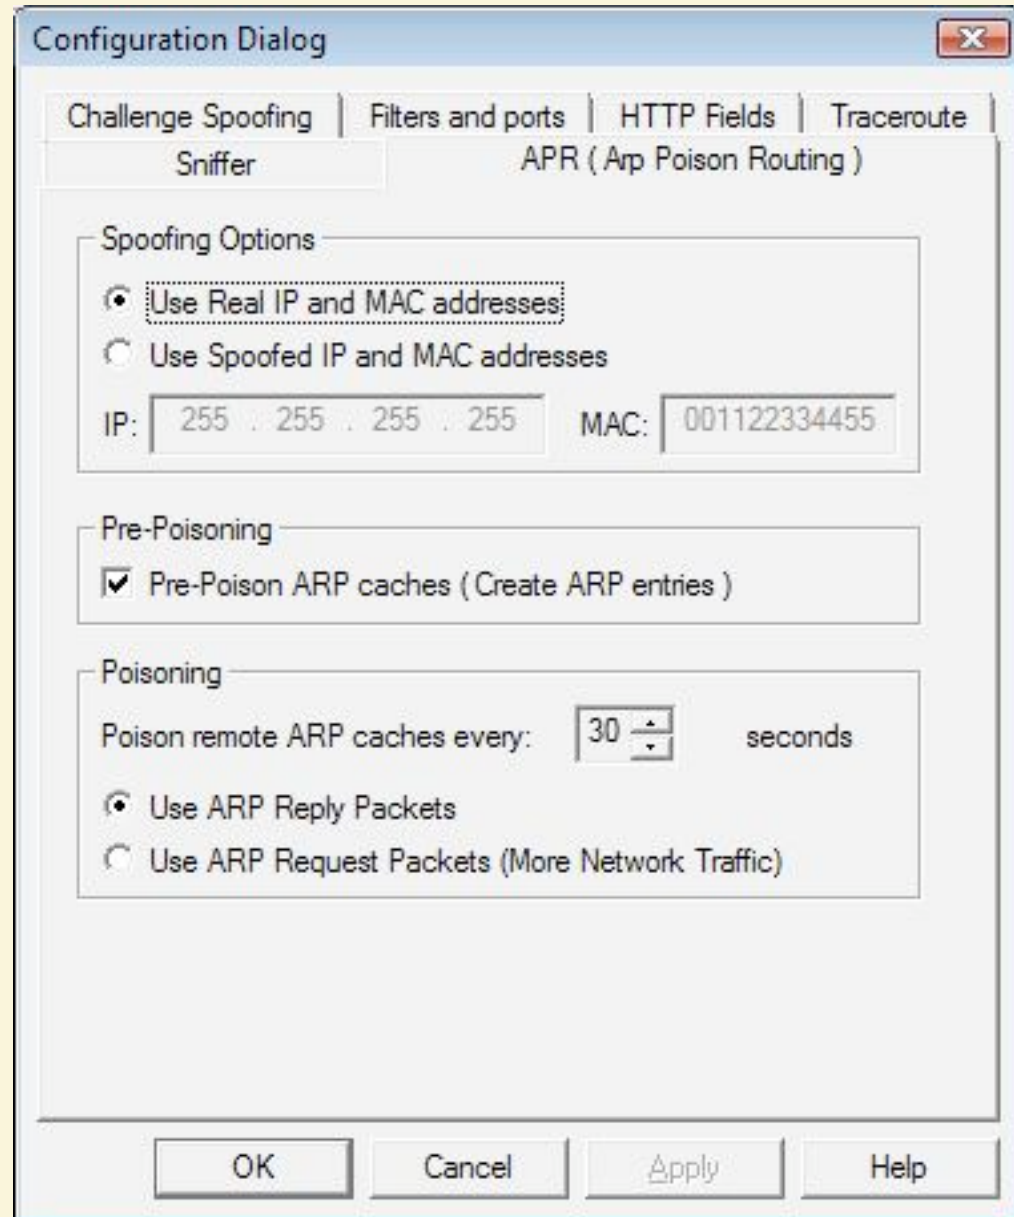 Configuration Dialog
Challenge Spoofing
Filters and ports
HTTP Fields
Traceroute
Sniffer
APR ( Arp Poison Routing )
Spoofing Options
Use Real IP and MAC addresses
Use Spoofed IP and MAC addresses
IP: 255 . 255 . 255 . 255 MAC: 001122334455
Pre-Poisoning
Pre-Poison ARP caches ( Create ARP entries )
Poisoning
Poison remote ARP caches every: 30 seconds
Use ARP Reply Packets
Use ARP Request Packets (More Network Traffic)
OK
Cancel
Apply
Help